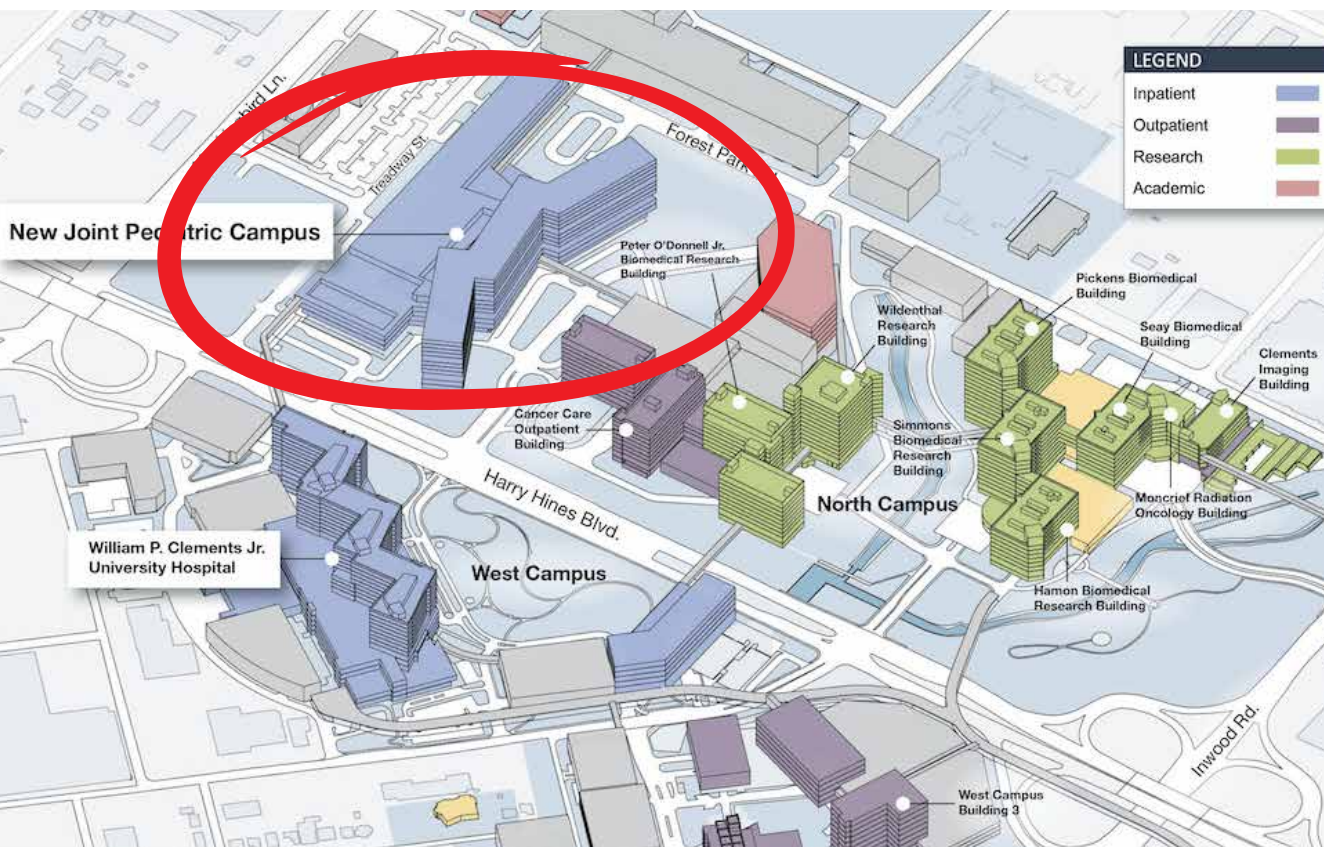 LEGEND
Inpatient
Outpatient
Research
Academic
bird Ln.
Treadway St
Forest Park
New Joint Pediatric Campus
Peter O'Donnell Jr.
Biomedical Research
Building
Wildenthal
Research
Building
Pickens Biomedical
Building
Seay Biomedical
Building
Clements
Imaging
Building
Cancer Care
Outpatient
Building
Simmons
Biomedical
Research
Building
North Campus
Moncrief Radiation
Oncology Building
Harry Hines Blvd.
William P. Clements Jr.
University Hospital
West Campus
Hamon Biomedical
Research Building
Inwood Rd.
West Campus
Building 3